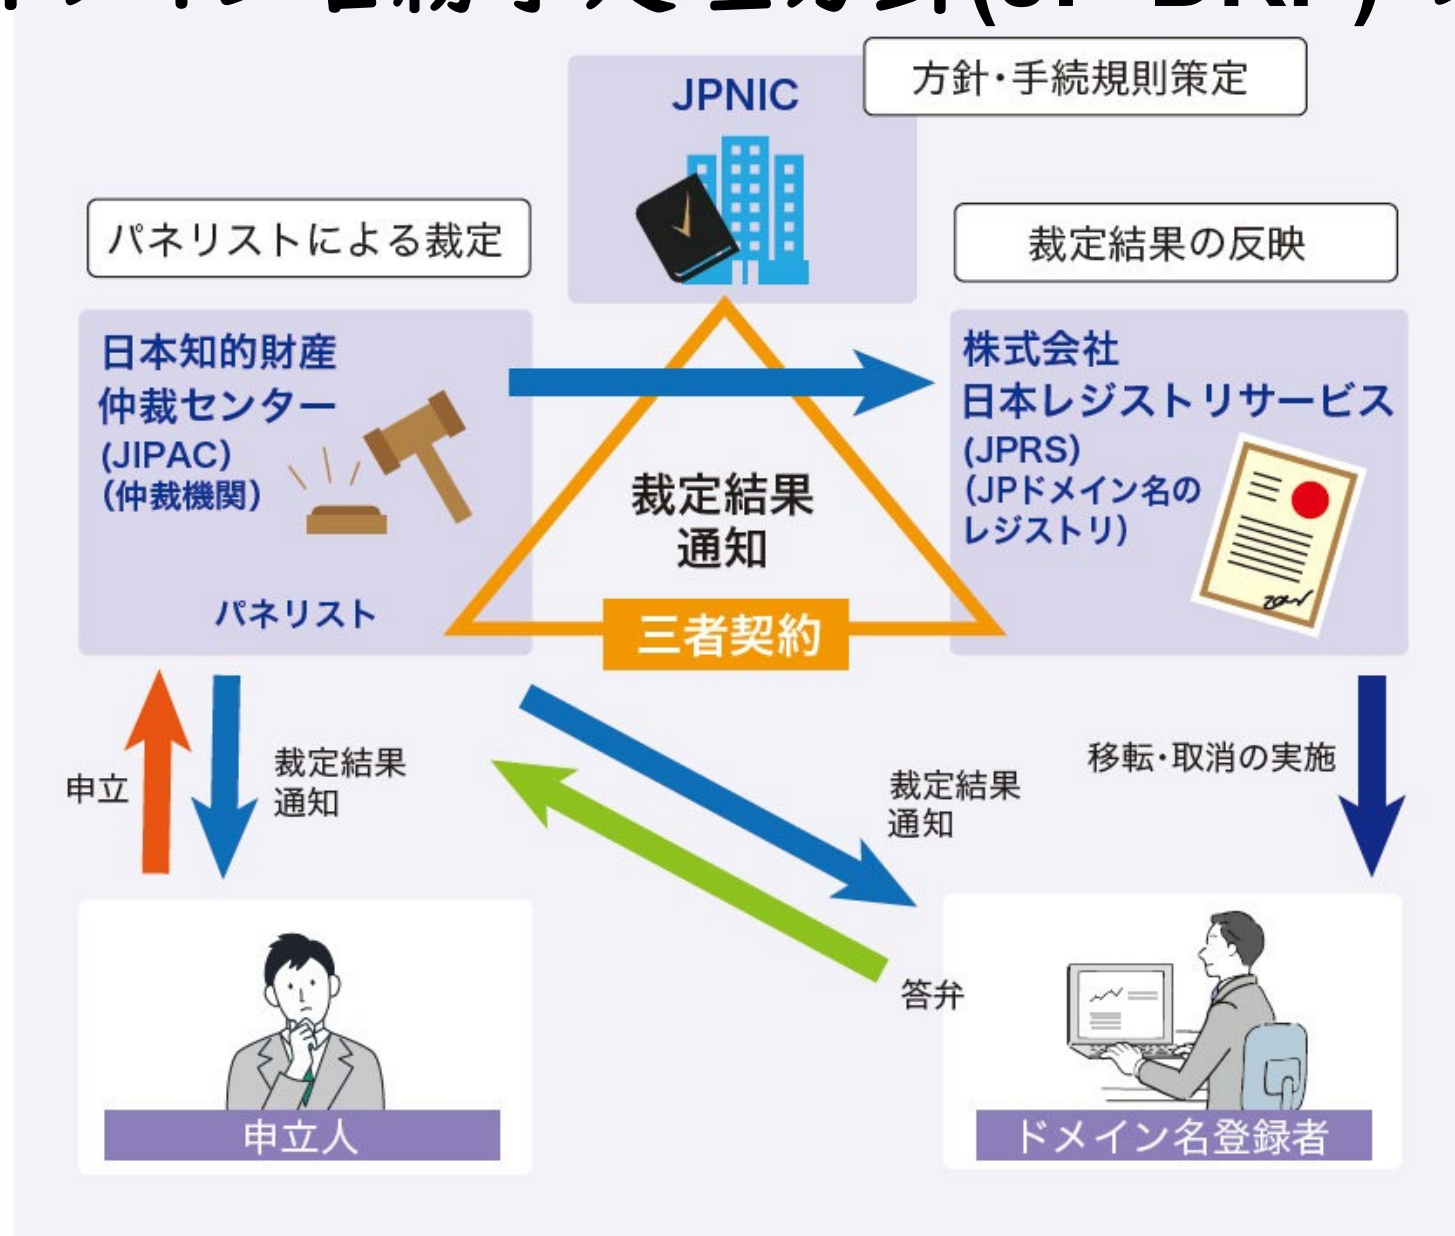 JPNIC
方針・手続規則策定
パネリストによる裁定
裁定結果の反映
日本知的財産
仲裁センター
(JIPAC)
(仲裁機関)
パネリスト
株式会社
日本レジストリサービス
(JPRS)
(JPドメイン名の
レジストリ)
裁定結果
通知
三者契約
申立
裁定結果
通知
裁定結果
通知
移転・取消の実施
答弁
申立人
ドメイン名登録者